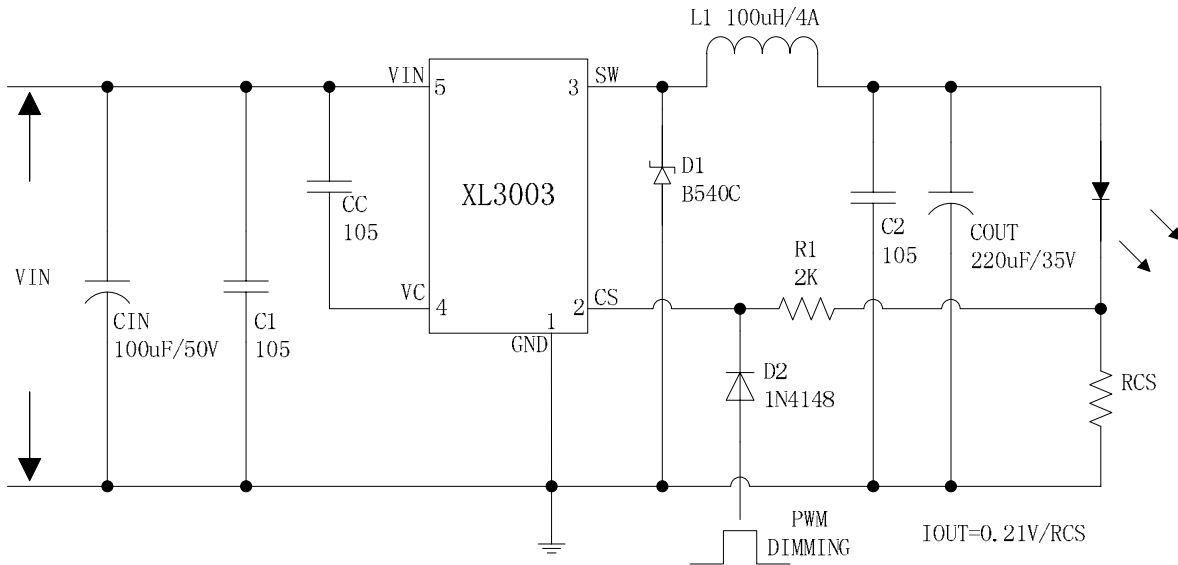 L1 100uH/4A
VIN
5
3
SW
XL3003
D1
B540C
CC
105
VIN
CIN
100uF/50V
C1
105
VC
4
2
CS
1
GND
R1
2K
C2
105
COUT
220uF/35V
D2
1N4148
RCS
PWM
DIMMING
IOUT=0.21V/RCS